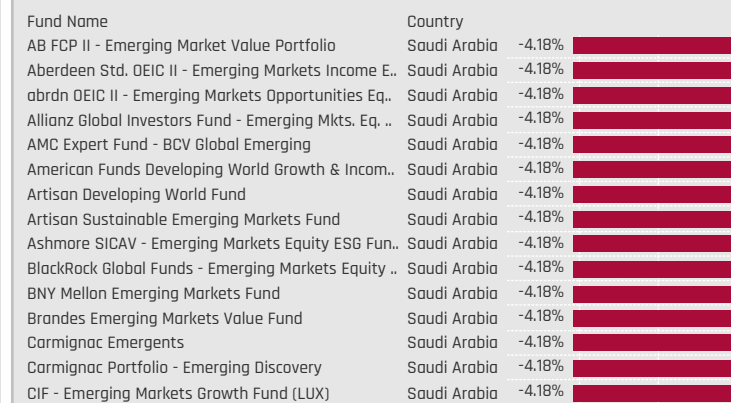 Fund Name Country
AB FCP II - Emerging Market Value Portfolio Saudi Arabia -4.18%
Aberdeen Std. OEIC II - Emerging Markets Income E.. Saudi Arabia -4.18%
abrdn OEIC II - Emerging Markets Opportunities Eq.. Saudi Arabia -4.18%
Allianz Global Investors Fund - Emerging Mkts. Eq. .. Saudi Arabia -4.18%
AMC Expert Fund - BCV Global Emerging Saudi Arabia -4.18%
American Funds Developing World Growth & Incom.. Saudi Arabia -4.18%
Artisan Developing World Fund Saudi Arabia -4.18%
Artisan Sustainable Emerging Markets Fund Saudi Arabia -4.18%
Ashmore SICAV - Emerging Markets Equity ESG Fun.. Saudi Arabia -4.18%
BlackRock Global Funds - Emerging Markets Equity .. Saudi Arabia -4.18%
BNY Mellon Emerging Markets Fund Saudi Arabia -4.18%
Brandes Emerging Markets Value Fund Saudi Arabia -4.18%
Carmignac Emergents Saudi Arabia -4.18%
Carmignac Portfolio - Emerging Discovery Saudi Arabia -4.18%
CIF - Emerging Markets Growth Fund (LUX) Saudi Arabia -4.18%